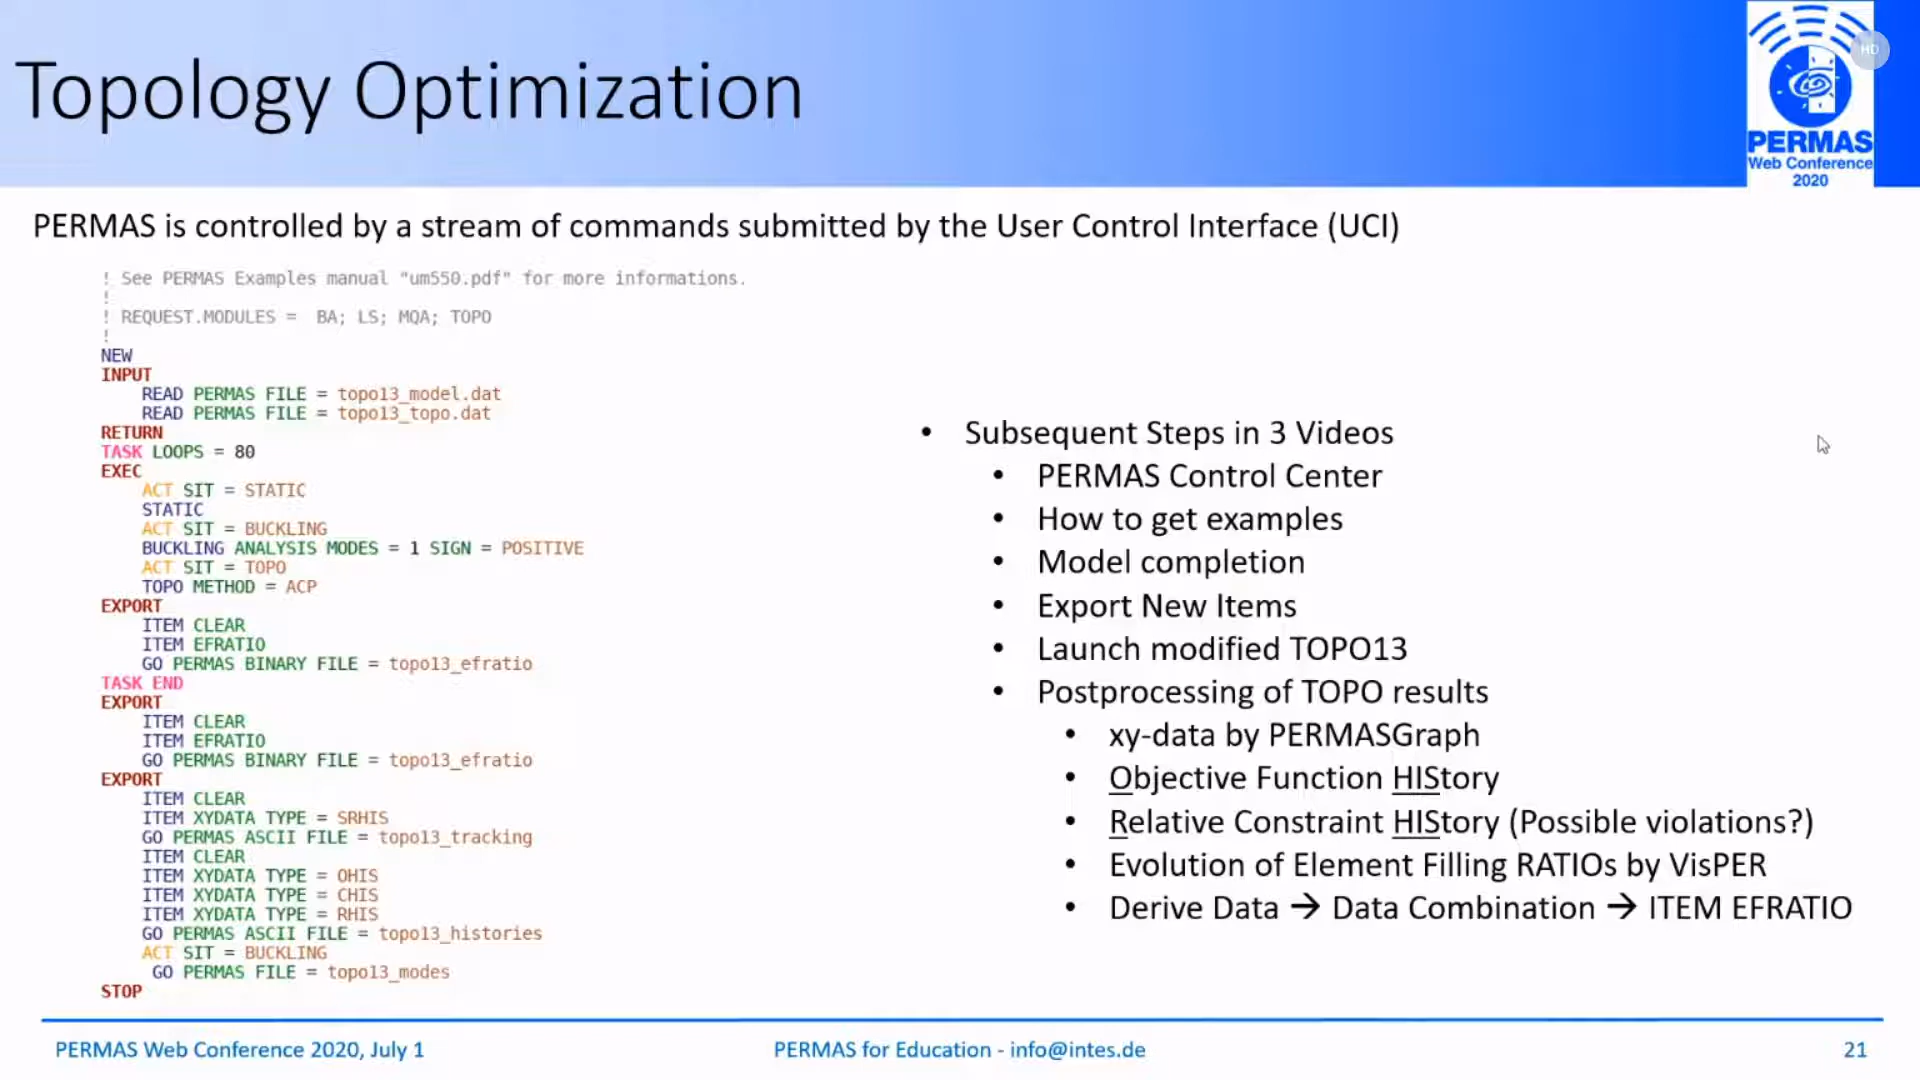 Topology Optimization
HD
PERMAS
Web Conference
2020
PERMAS is controlled by a stream of commands submitted by the User Control Interface (UCI)
! See PERMAS Examples manual "um550.pdf" for more informations.
!
! REQUEST.MODULES =  BA; LS; MQA; TOPO
!
NEW
INPUT
READ PERMAS FILE = topo13_model.dat
READ PERMAS FILE = topo13_topo.dat
RETURN
TASK LOOPS = 80
EXEC
ACT SIT = STATIC
STATIC
ACT SIT = BUCKLING
BUCKLING ANALYSIS MODES = 1 SIGN = POSITIVE
ACT SIT = TOPO
TOPO METHOD = ACP
EXPORT
ITEM CLEAR
ITEM EFRATIO
GO PERMAS BINARY FILE = topo13_efratio
TASK END
EXPORT
ITEM CLEAR
ITEM EFRATIO
GO PERMAS BINARY FILE = topo13_efratio
EXPORT
ITEM CLEAR
ITEM XYDATA TYPE = SRHIS
GO PERMAS ASCII FILE = topo13_tracking
ITEM CLEAR
ITEM XYDATA TYPE = OHIS
ITEM XYDATA TYPE = CHIS
ITEM XYDATA TYPE = RHIS
GO PERMAS ASCII FILE = topo13_histories
ACT SIT = BUCKLING
GO PERMAS FILE = topo13_modes
STOP
• Subsequent Steps in 3 Videos
• PERMAS Control Center
• How to get examples
• Model completion
• Export New Items
• Launch modified TOPO13
• Postprocessing of TOPO results
• xy-data by PERMASGraph
• Objective Function HIStory
• Relative Constraint HIStory (Possible violations?)
• Evolution of Element Filling RATIOs by VisPER
• Derive Data → Data Combination → ITEM EFRATIO
PERMAS Web Conference 2020, July 1
PERMAS for Education - info@intes.de
21